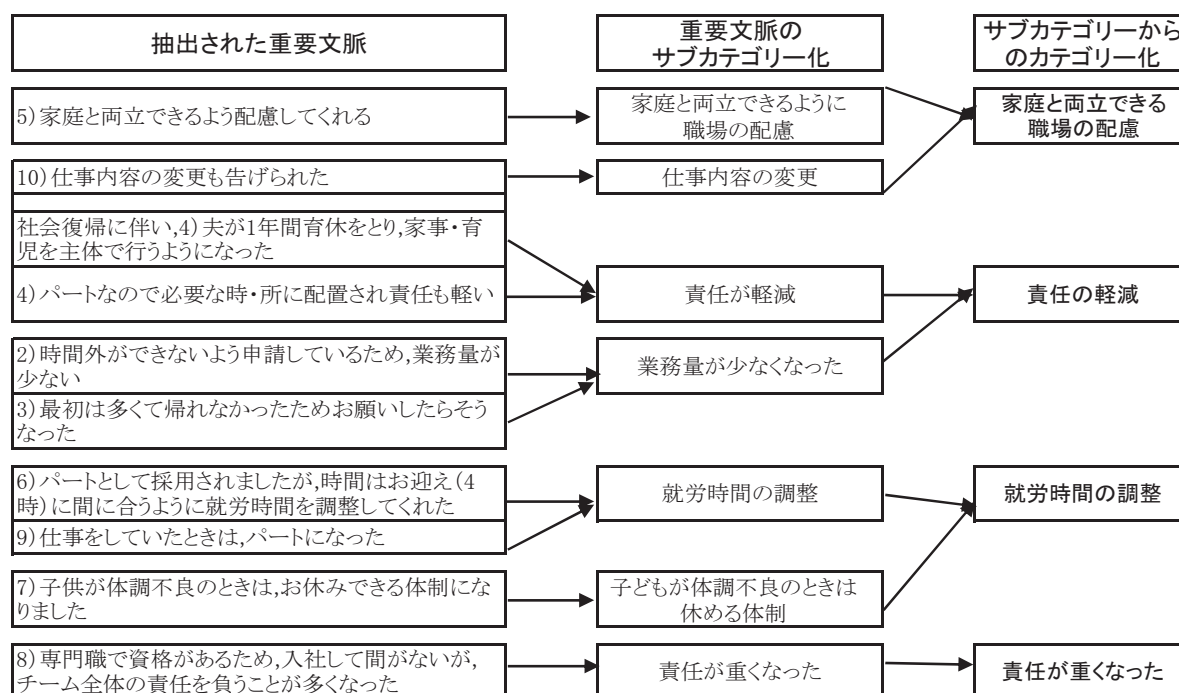 抽出された重要文脈
重要文脈の
サブカテゴリー化
サブカテゴリーから
のカテゴリー化
5)家庭と両立できるよう配慮してくれる
家庭と両立できるように
職場の配慮
家庭と両立できる
職場の配慮
10)仕事内容の変更も告げられた
仕事内容の変更
社会復帰に伴い,4)夫が1年間育休をとり,家事・育
児を主体で行うようになった
4)パートなので必要な時・所に配置され責任も軽い
責任が軽減
責任の軽減
2)時間外ができないよう申請しているため,業務量が
少ない
3)最初は多くて帰れなかったためお願いしたらそう
なった
業務量が少なくなった
6)パートとして採用されましたが,時間はお迎え(4
時)に間に合うように就労時間を調整してくれた
9)仕事をしていたときは,パートになった
就労時間の調整
就労時間の調整
7)子供が体調不良のときは,お休みできる体制にな
りました
子どもが体調不良のときは
休める体制
8)専門職で資格があるため,入社して間がないが,
チーム全体の責任を負うことが多くなった
責任が重くなった
責任が重くなった